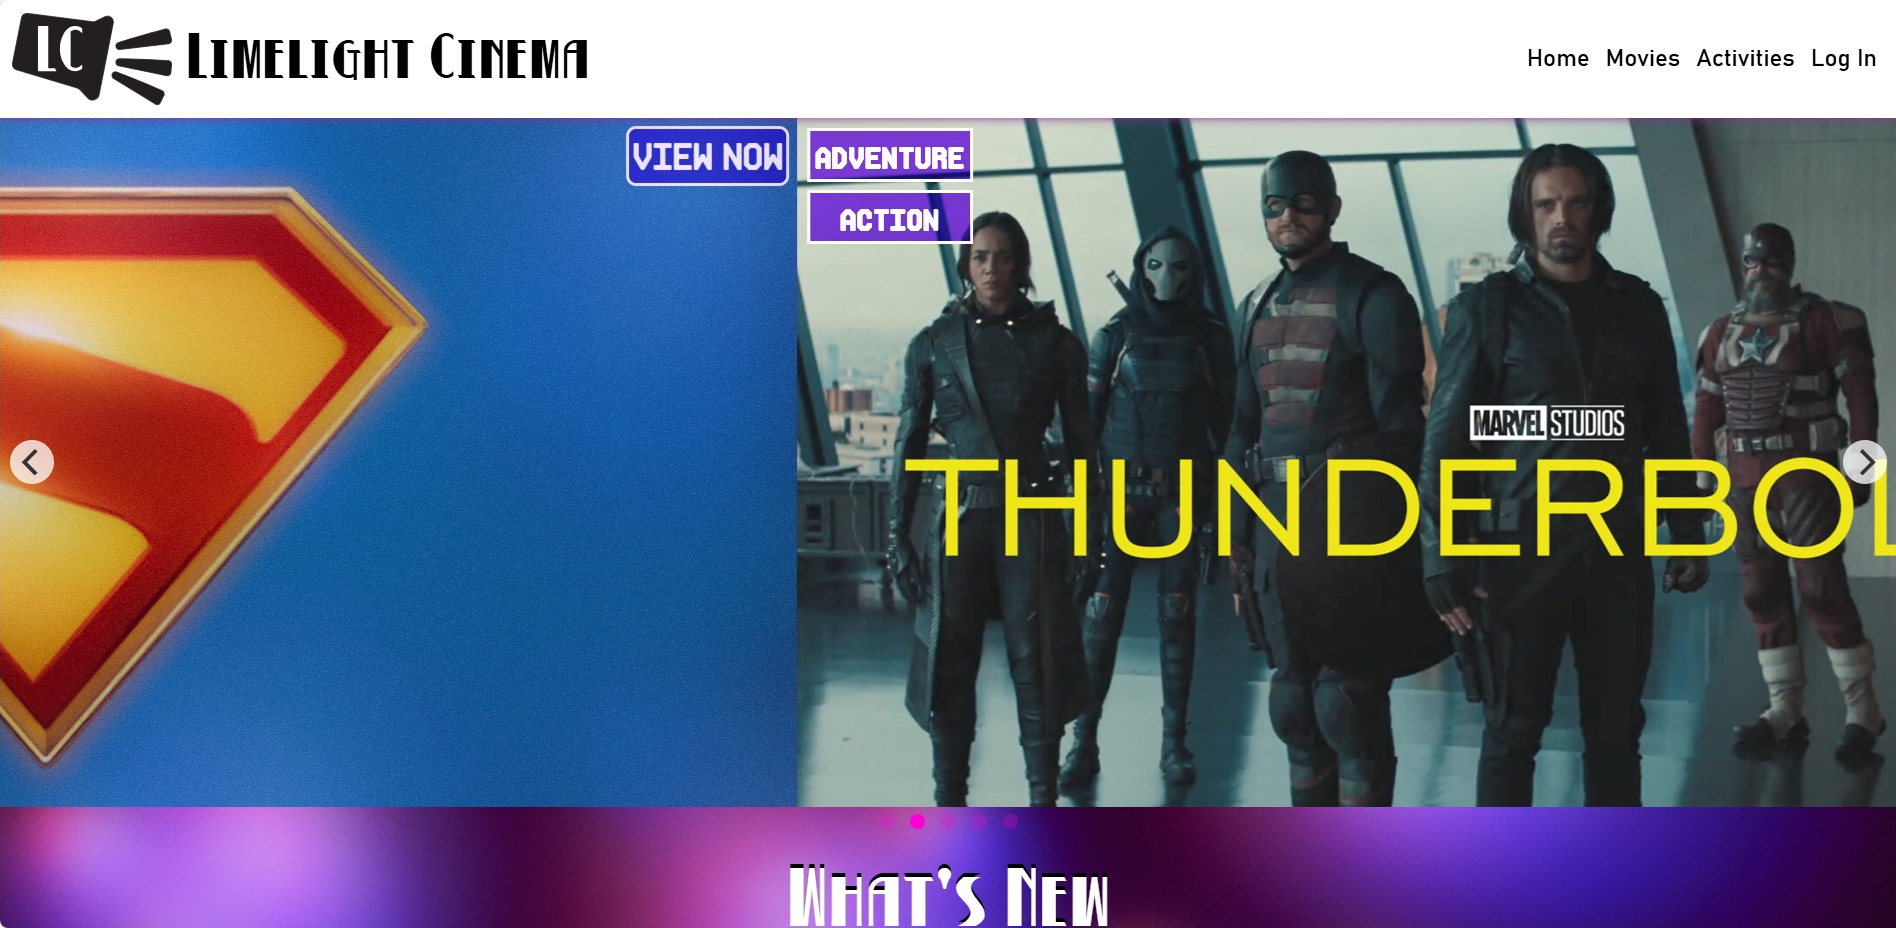 LC
LIMELIGHT CINEMA
Home Movies Activities Log In
VIEW NOW
ADVENTURE
ACTION
MARVEL STUDIOS
THUNDERBOL
WHAT'S NEW